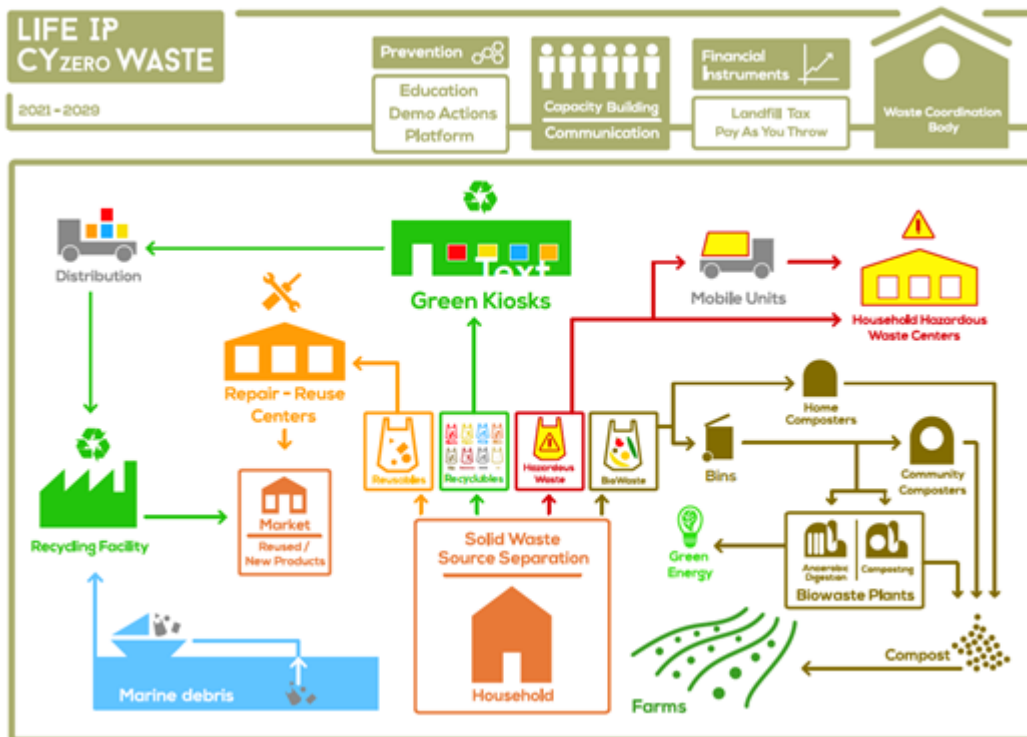 LIFE IP
CY ZERO WASTE
2021 - 2029
Prevention
Education
Demo Actions
Platform
Capacity Building
Communication
Financial
Instruments
Landfill Tax
Pay As You Throw
Waste Coordination
Body
Distribution
Text
Green Kiosks
Mobile Units
Household Hazardous
Waste Centers
Repair - Reuse
Centers
Reusables
Recyclables
Hazardous
Waste
BioWaste
Home
Composters
Bins
Community
Composters
Recycling Facility
Market
Reused /
New Products
Solid Waste
Source Separation
Household
Green
Energy
Anaerobic
Digestion
Composting
Biowaste Plants
Marine debris
Compost
Farms